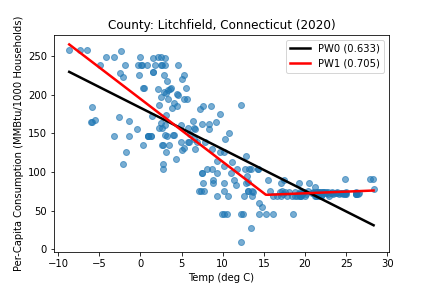 County: Litchfield, Connecticut (2020)
PW0 (0.633)
PW1 (0.705)
Per-Capita Consumption (MMBtu/1000 Households)
250
200
150
100
50
0
−10 −5 0 5 10 15 20 25 30
Temp (deg C)